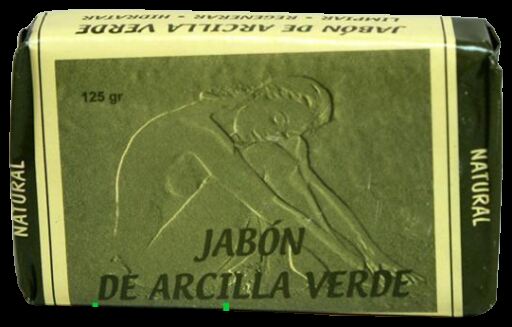 LIMPIAR • REGENERAR • HIDRATAR
JABÓN DE ARCILLA VERDE
125 gr
NATURAL
NATURAL
JABÓN
DE ARCILLA VERDE